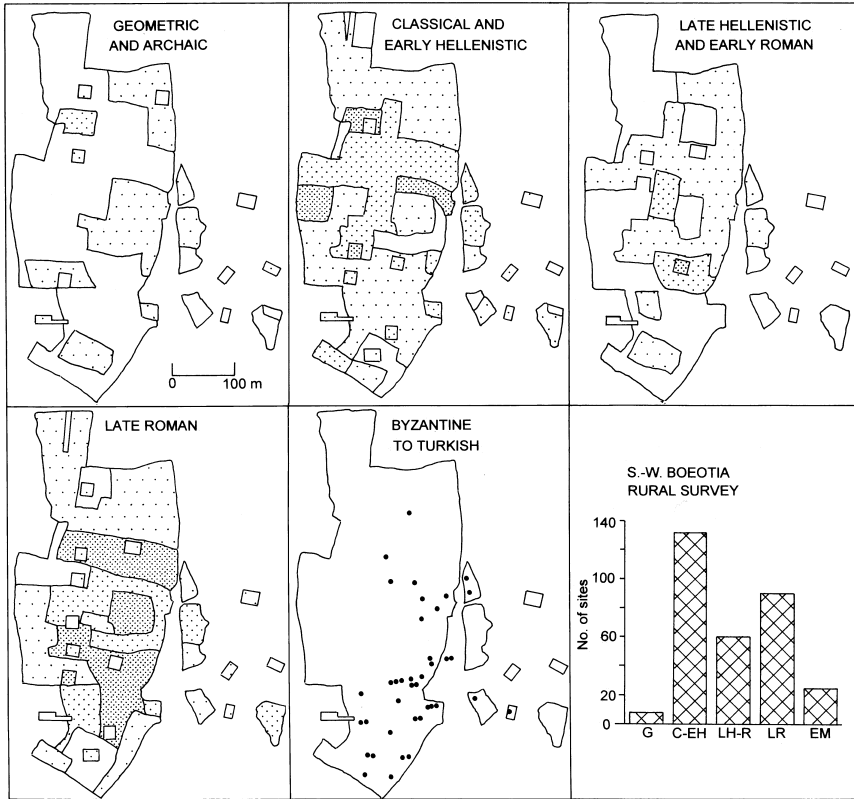 GEOMETRIC
AND ARCHAIC
0 100 m
CLASSICAL AND
EARLY HELLENISTIC
LATE HELLENISTIC
AND EARLY ROMAN
LATE ROMAN
BYZANTINE
TO TURKISH
S.-W. BOEOTIA
RURAL SURVEY
No. of sites
140
100
60
20
0
G C-EH LH-R LR EM